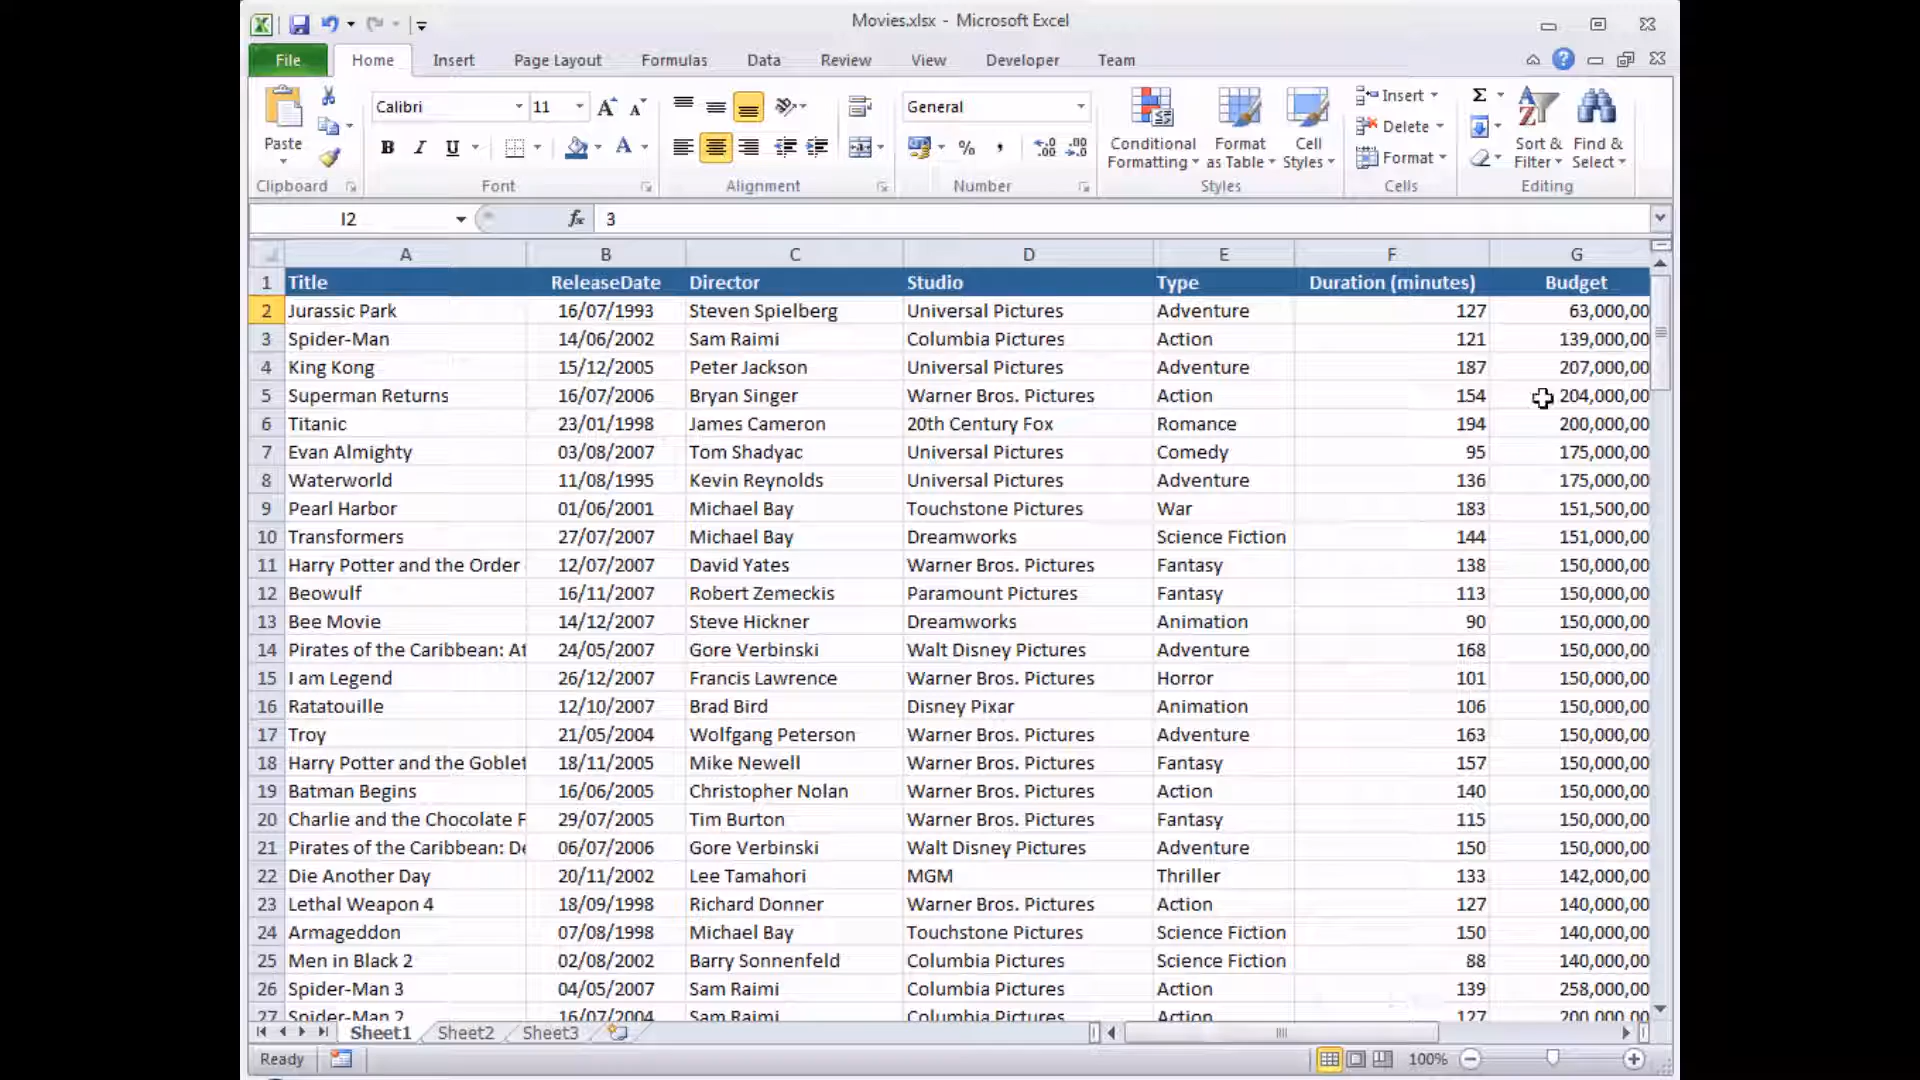 Movies.xlsx - Microsoft Excel
File Home Insert Page Layout Formulas Data Review View Developer Team
Paste
Clipboard
Calibri 11
B I U
Font
Alignment
General
%
Number
Conditional Formatting
Format as Table
Cell Styles
Styles
Insert
Delete
Format
Cells
Σ
Sort & Filter
Find & Select
Editing
I2 fx 3
A B C D E F G
1 Title ReleaseDate Director Studio Type Duration (minutes) Budget
2 Jurassic Park 16/07/1993 Steven Spielberg Universal Pictures Adventure 127 63,000,00
3 Spider-Man 14/06/2002 Sam Raimi Columbia Pictures Action 121 139,000,00
4 King Kong 15/12/2005 Peter Jackson Universal Pictures Adventure 187 207,000,00
5 Superman Returns 16/07/2006 Bryan Singer Warner Bros. Pictures Action 154 204,000,00
6 Titanic 23/01/1998 James Cameron 20th Century Fox Romance 194 200,000,00
7 Evan Almighty 03/08/2007 Tom Shadyac Universal Pictures Comedy 95 175,000,00
8 Waterworld 11/08/1995 Kevin Reynolds Universal Pictures Adventure 136 175,000,00
9 Pearl Harbor 01/06/2001 Michael Bay Touchstone Pictures War 183 151,500,00
10 Transformers 27/07/2007 Michael Bay Dreamworks Science Fiction 144 151,000,00
11 Harry Potter and the Order 12/07/2007 David Yates Warner Bros. Pictures Fantasy 138 150,000,00
12 Beowulf 16/11/2007 Robert Zemeckis Paramount Pictures Fantasy 113 150,000,00
13 Bee Movie 14/12/2007 Steve Hickner Dreamworks Animation 90 150,000,00
14 Pirates of the Caribbean: At 24/05/2007 Gore Verbinski Walt Disney Pictures Adventure 168 150,000,00
15 I am Legend 26/12/2007 Francis Lawrence Warner Bros. Pictures Horror 101 150,000,00
16 Ratatouille 12/10/2007 Brad Bird Disney Pixar Animation 106 150,000,00
17 Troy 21/05/2004 Wolfgang Peterson Warner Bros. Pictures Adventure 163 150,000,00
18 Harry Potter and the Goblet 18/11/2005 Mike Newell Warner Bros. Pictures Fantasy 157 150,000,00
19 Batman Begins 16/06/2005 Christopher Nolan Warner Bros. Pictures Action 140 150,000,00
20 Charlie and the Chocolate F 29/07/2005 Tim Burton Warner Bros. Pictures Fantasy 115 150,000,00
21 Pirates of the Caribbean: De 06/07/2006 Gore Verbinski Walt Disney Pictures Adventure 150 150,000,00
22 Die Another Day 20/11/2002 Lee Tamahori MGM Thriller 133 142,000,00
23 Lethal Weapon 4 18/09/1998 Richard Donner Warner Bros. Pictures Action 127 140,000,00
24 Armageddon 07/08/1998 Michael Bay Touchstone Pictures Science Fiction 150 140,000,00
25 Men in Black 2 02/08/2002 Barry Sonnenfeld Columbia Pictures Science Fiction 88 140,000,00
26 Spider-Man 3 04/05/2007 Sam Raimi Columbia Pictures Action 139 258,000,00
27 Spider-Man 2 16/07/2004 Sam Raimi Columbia Pictures Action 127 200,000,00
Sheet1 Sheet2 Sheet3
Ready 100%